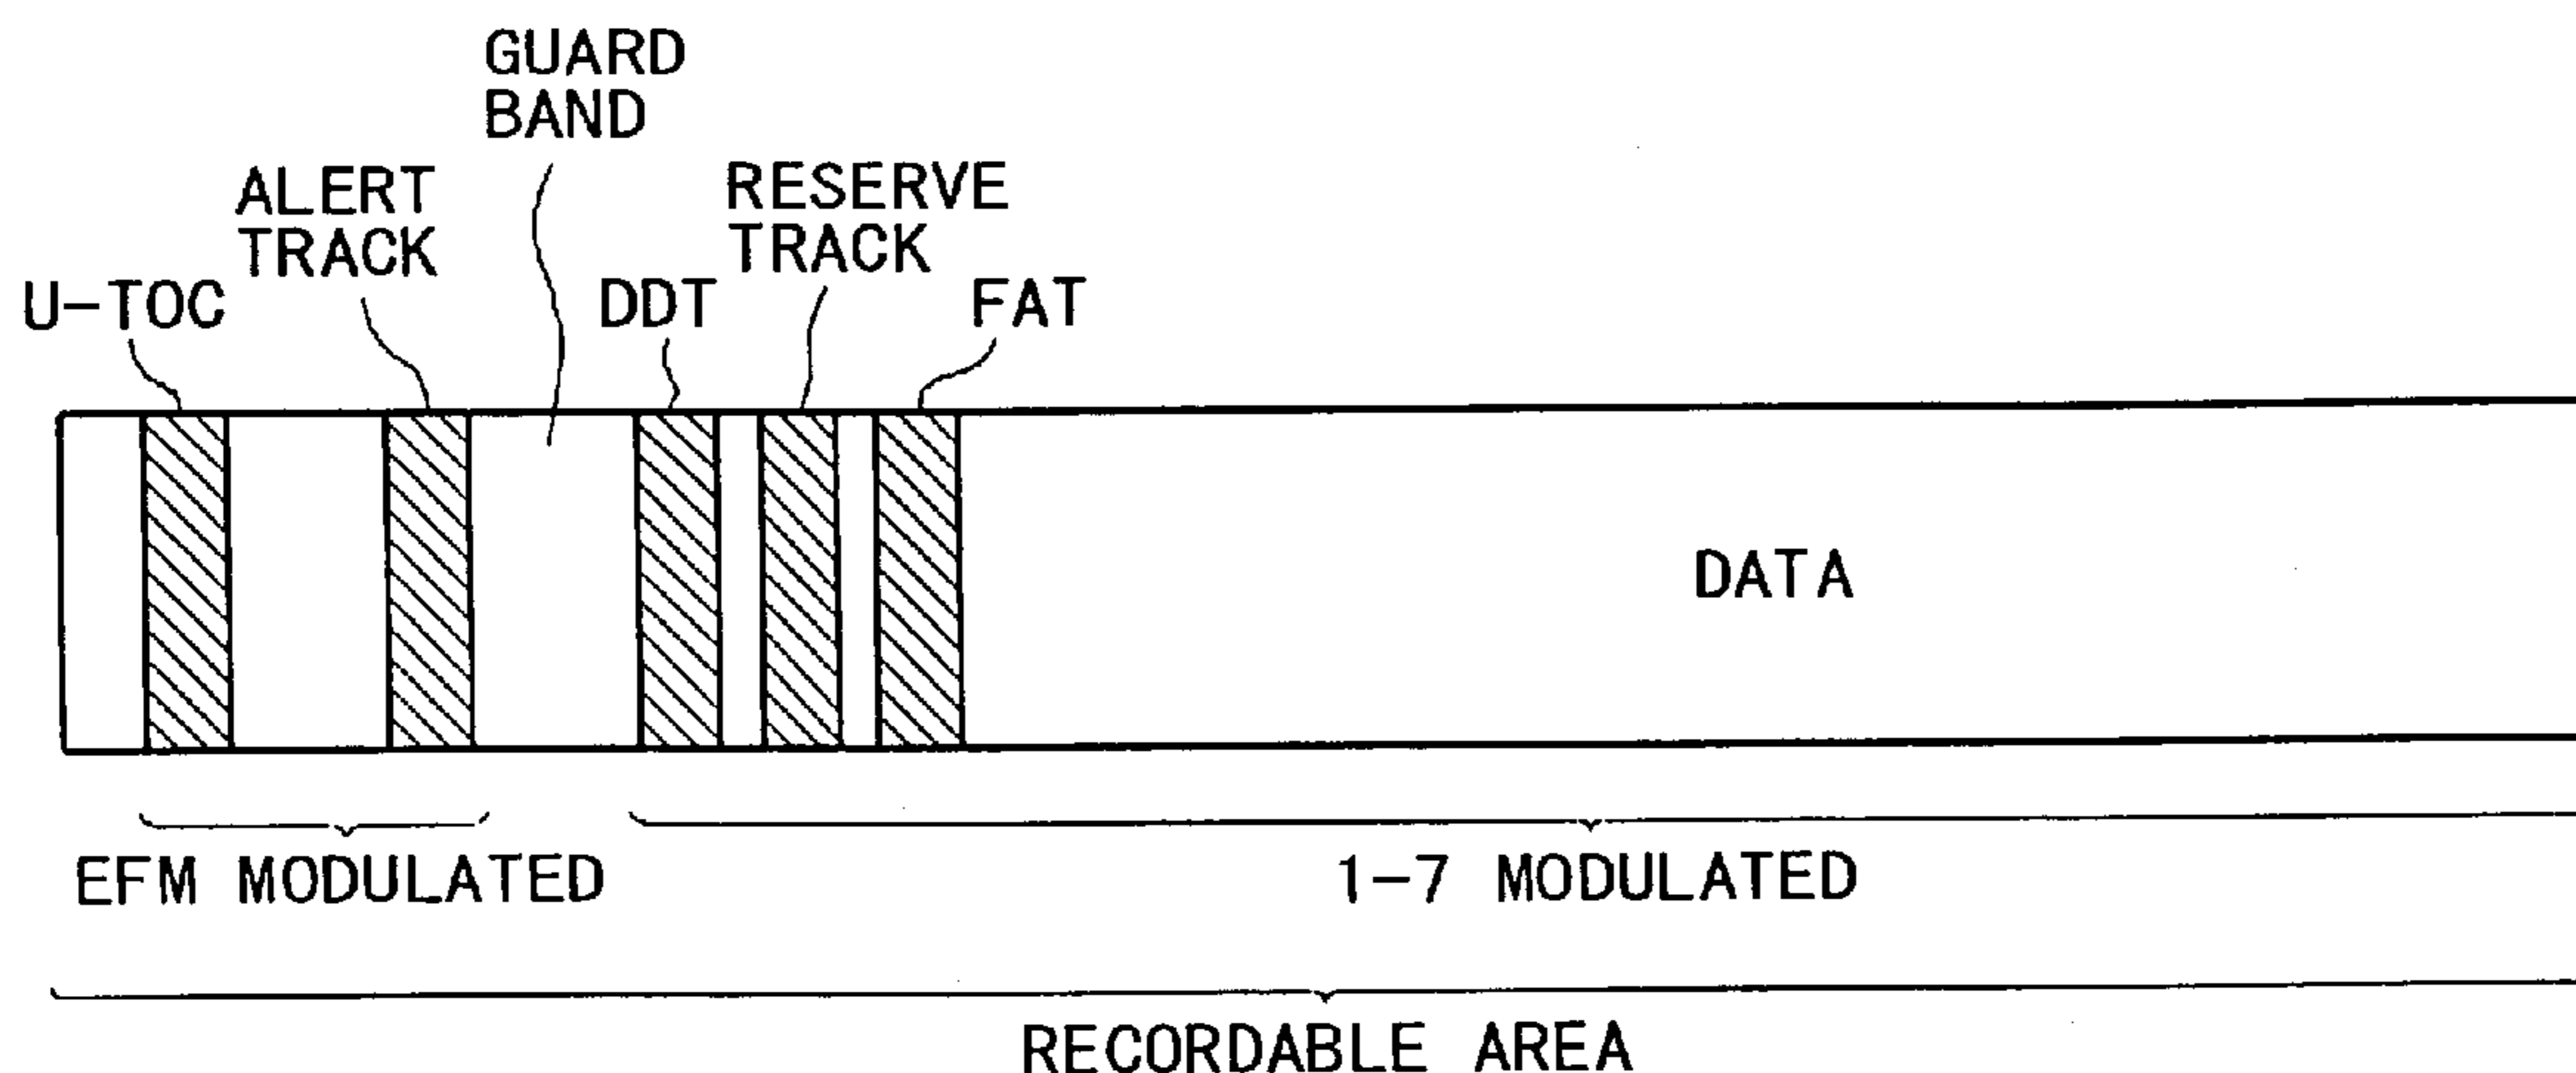 GUARD
BAND
ALERT
TRACK
RESERVE
TRACK
U-TOC
DDT
FAT
DATA
EFM MODULATED
1-7 MODULATED
RECORDABLE AREA